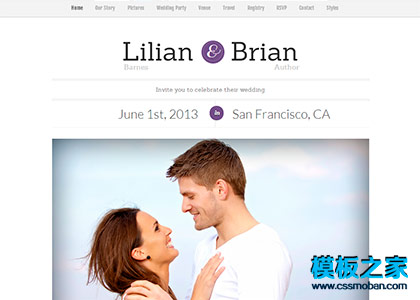 Home Our Story Pictures Wedding Party Venue Travel Registry RSVP Contact Styles
Lilian & Brian
Barnes Author
Invite you to celebrate their wedding
June 1st, 2013 in San Francisco, CA
模板之家
www.cssmoban.com